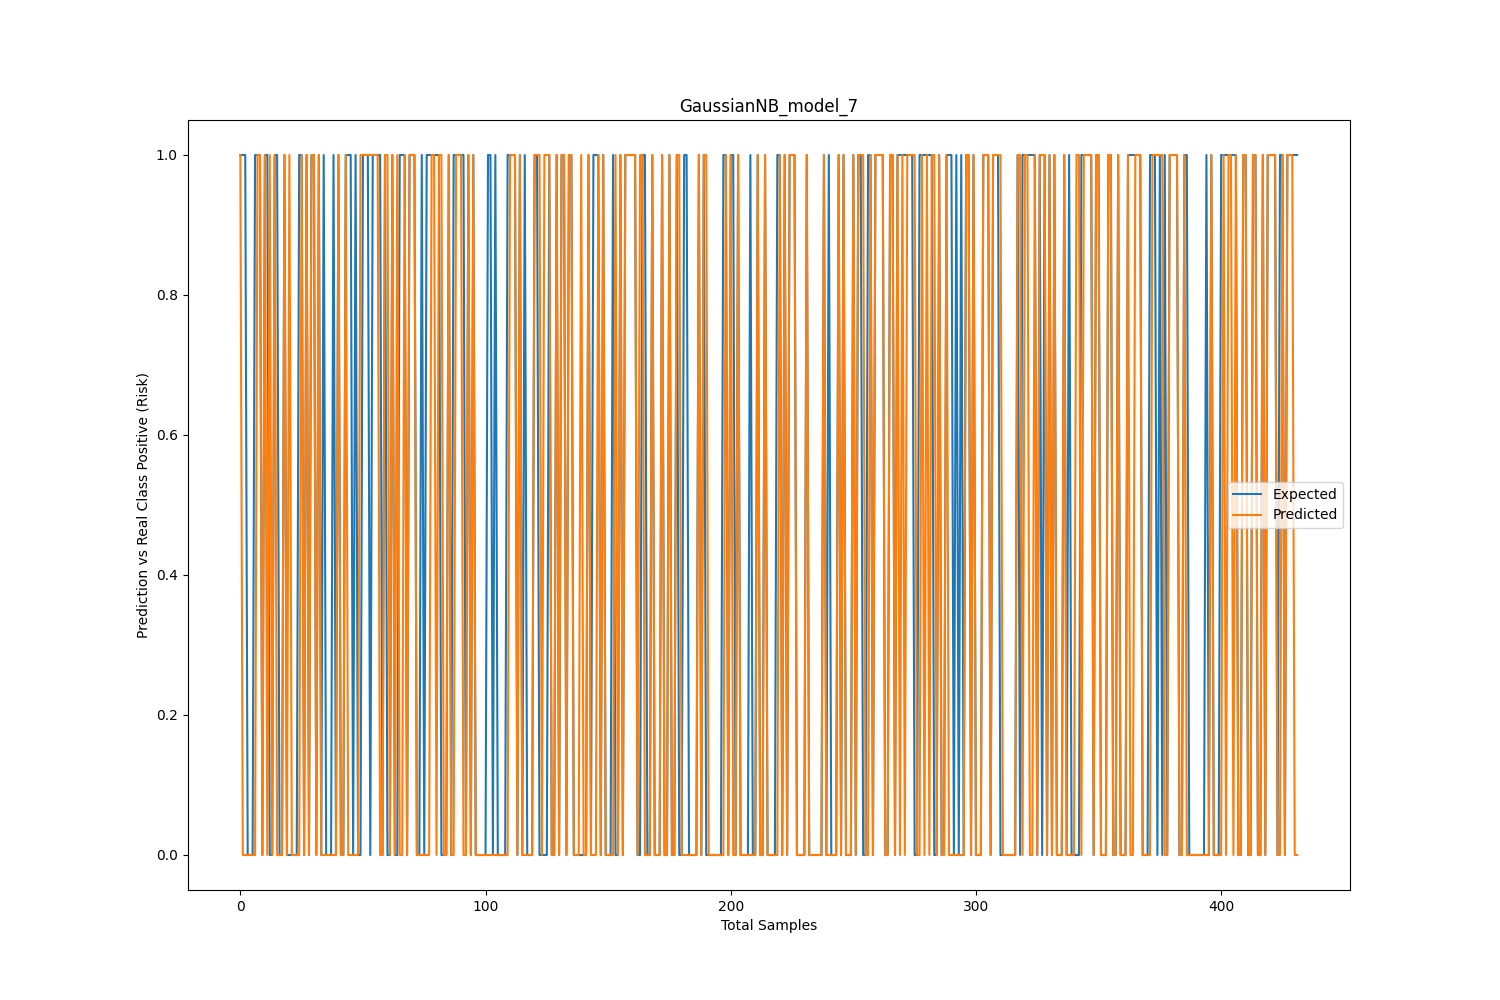 GaussianNB_model_7
Prediction vs Real Class Positive (Risk)
1.0
0.8
0.6
0.4
0.2
0.0
Expected
Predicted
0 100 200 300 400
Total Samples